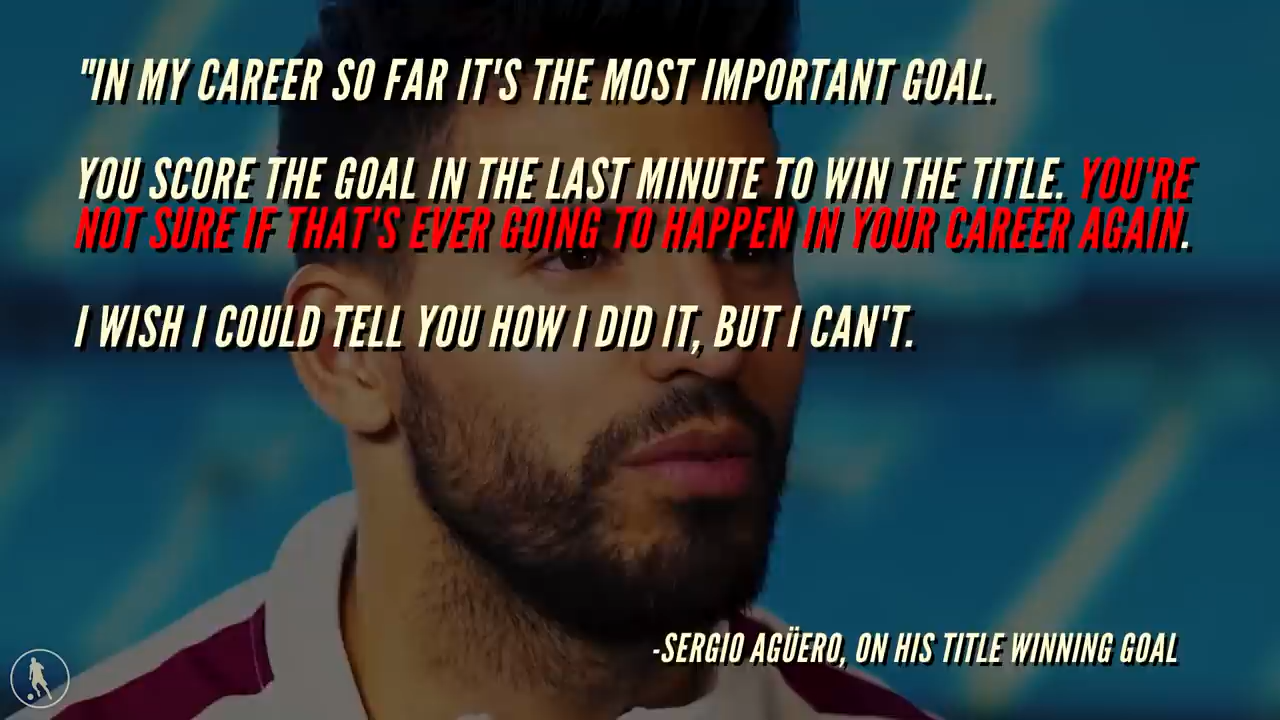 "IN MY CAREER SO FAR IT'S THE MOST IMPORTANT GOAL.
YOU SCORE THE GOAL IN THE LAST MINUTE TO WIN THE TITLE. YOU'RE
NOT SURE IF THAT'S EVER GOING TO HAPPEN IN YOUR CAREER AGAIN.
I WISH I COULD TELL YOU HOW I DID IT, BUT I CAN'T.
-SERGIO AGÜERO, ON HIS TITLE WINNING GOAL